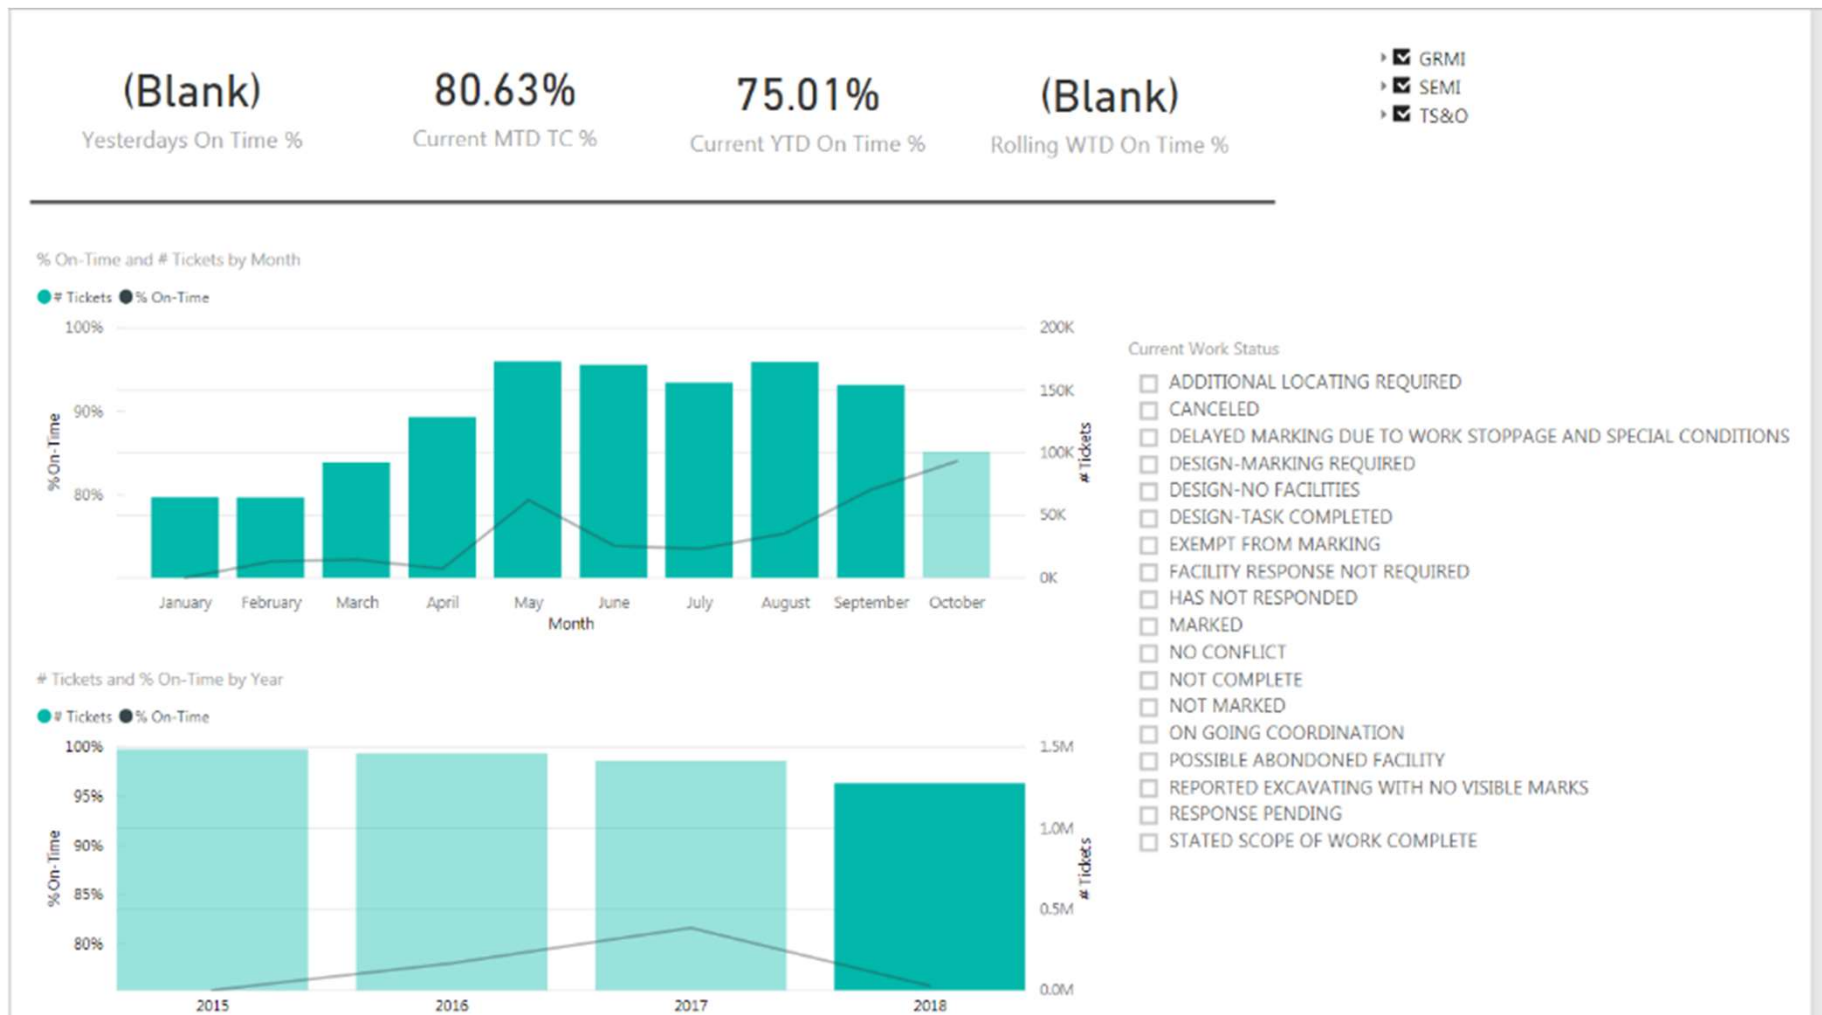 (Blank)
Yesterdays On Time %
80.63%
Current MTD TC %
75.01%
Current YTD On Time %
(Blank)
Rolling WTD On Time %
GRMI
SEMI
TS&O
% On-Time and # Tickets by Month
# Tickets % On-Time
100%
90%
80%
%On-Time
200K
150K
100K
50K
0K
# Tickets
January February March April May June July August September October
Month
# Tickets and % On-Time by Year
# Tickets % On-Time
100%
95%
90%
85%
80%
%On-Time
1.5M
1.0M
0.5M
0.0M
# Tickets
2015 2016 2017 2018
Current Work Status
ADDITIONAL LOCATING REQUIRED
CANCELED
DELAYED MARKING DUE TO WORK STOPPAGE AND SPECIAL CONDITIONS
DESIGN-MARKING REQUIRED
DESIGN-NO FACILITIES
DESIGN-TASK COMPLETED
EXEMPT FROM MARKING
FACILITY RESPONSE NOT REQUIRED
HAS NOT RESPONDED
MARKED
NO CONFLICT
NOT COMPLETE
NOT MARKED
ON GOING COORDINATION
POSSIBLE ABONDONED FACILITY
REPORTED EXCAVATING WITH NO VISIBLE MARKS
RESPONSE PENDING
STATED SCOPE OF WORK COMPLETE